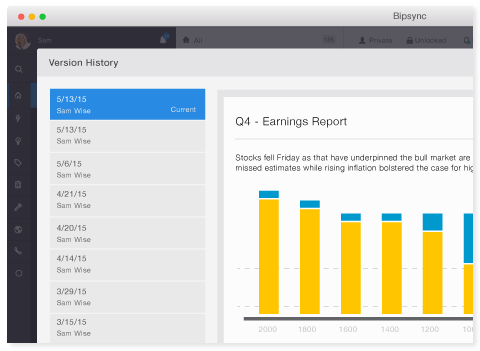 Bipsync
Sam
All
Private
Unlocked
Version History
5/13/15
Sam Wise
Current
5/13/15
Sam Wise
5/6/15
Sam Wise
4/21/15
Sam Wise
4/20/15
Sam Wise
4/14/15
Sam Wise
3/29/15
Sam Wise
3/15/15
Sam Wise
Q4 - Earnings Report
Stocks fell Friday as that have underpinned the bull market are
missed estimates while rising inflation bolstered the case for hig
2000
1800
1600
1400
1200